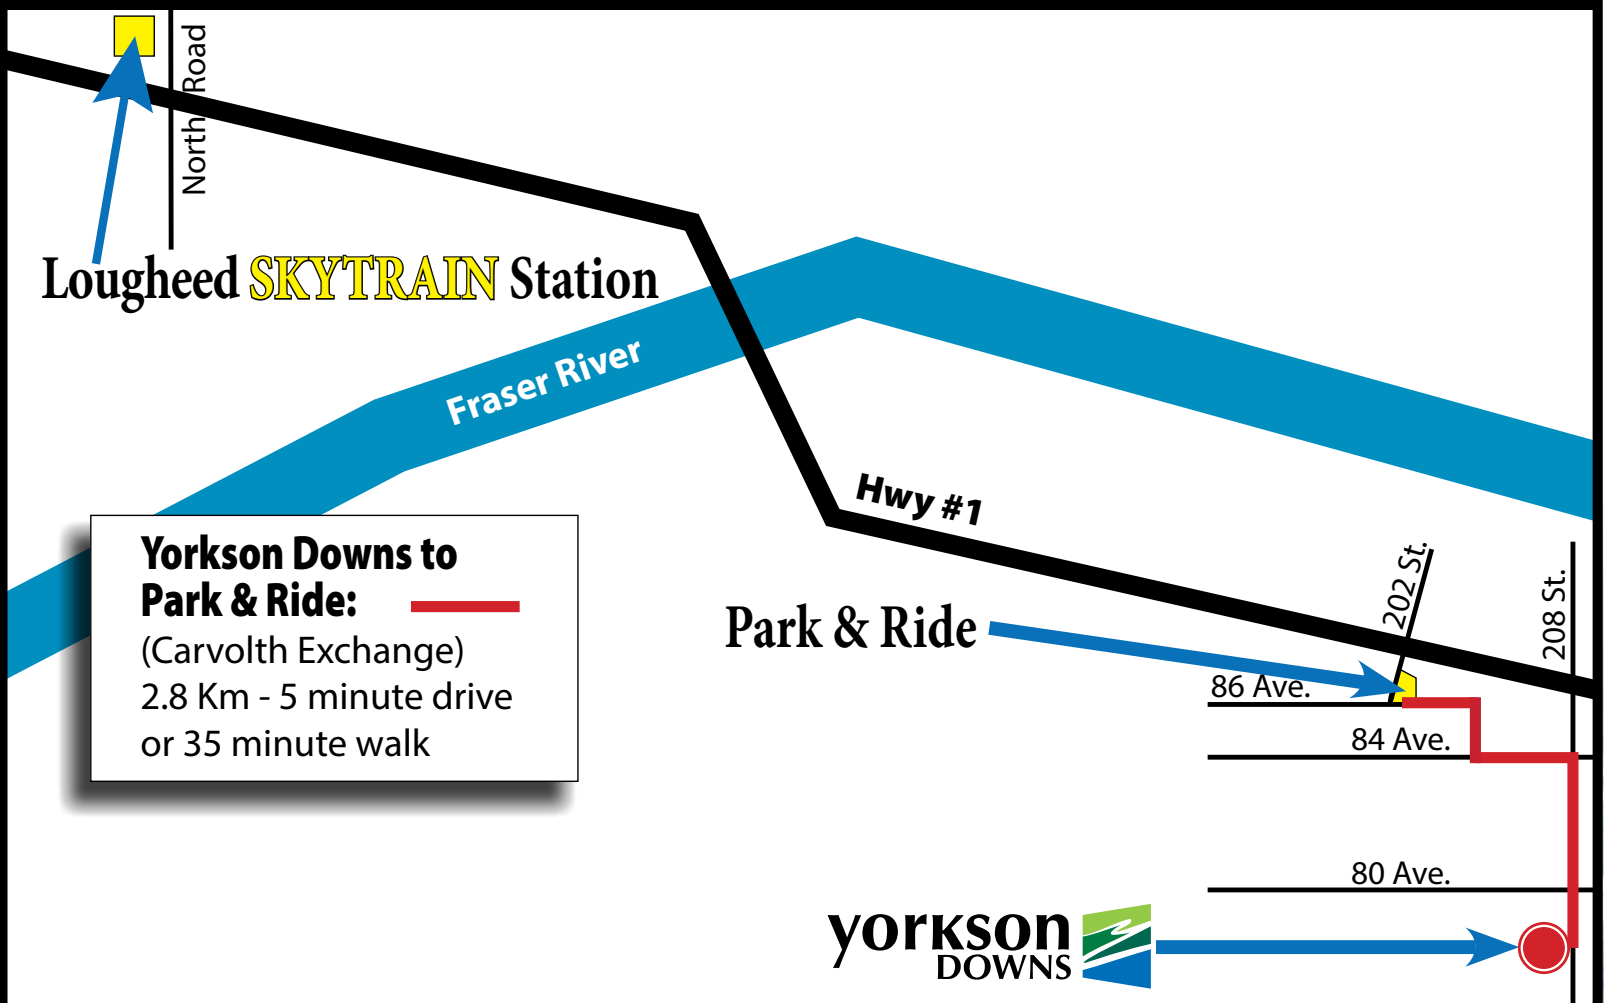 North Road
Lougheed SKYTRAIN Station
Fraser River
Hwy #1
Yorkson Downs to
Park & Ride:
(Carvolth Exchange)
2.8 Km - 5 minute drive
or 35 minute walk
Park & Ride
202 St.
208 St.
86 Ave.
84 Ave.
80 Ave.
yorkson
DOWNS